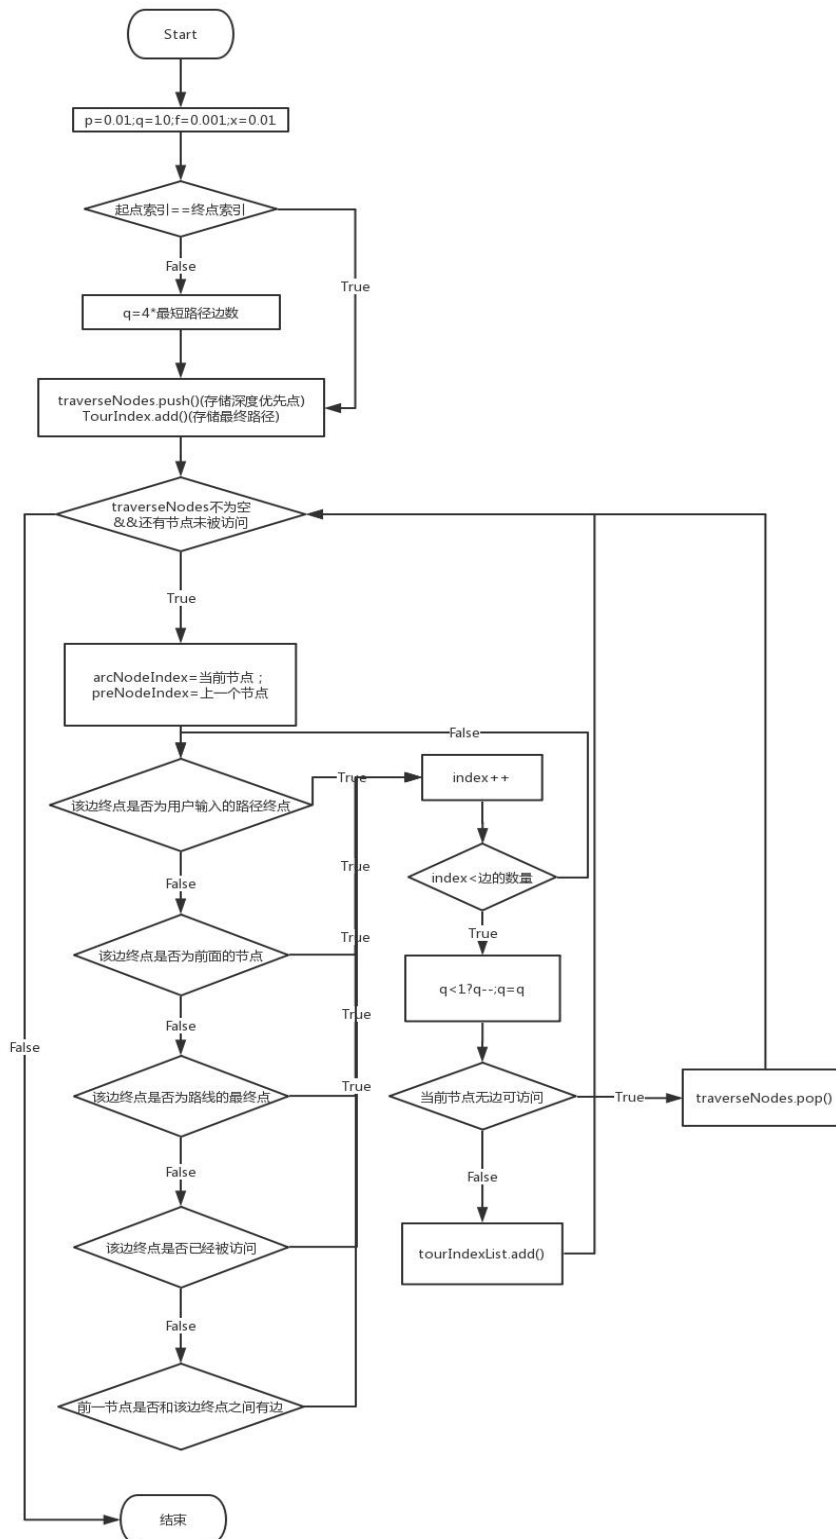 Start
p=0.01;q=10;f=0.001;x=0.01
起点索引==终点索引
False
True
q=4*最短路径边数
traverseNodes.push()(存储深度优先点)
TourIndex.add()(存储最终路径)
traverseNodes不为空
&&还有节点未被访问
True
arcNodeIndex=当前节点；
preNodeIndex=上一个节点
False
该边终点是否为用户输入的路径终点
True
index++
True
index<边的数量
False
True
True
该边终点是否为前面的节点
q<1?q--;q=q
True
False
False
该边终点是否为路线的最终点
True
当前节点无边可访问
True
traverseNodes.pop()
False
False
该边终点是否已经被访问
tourIndexList.add()
False
前一节点是否和该边终点之间有边
结束